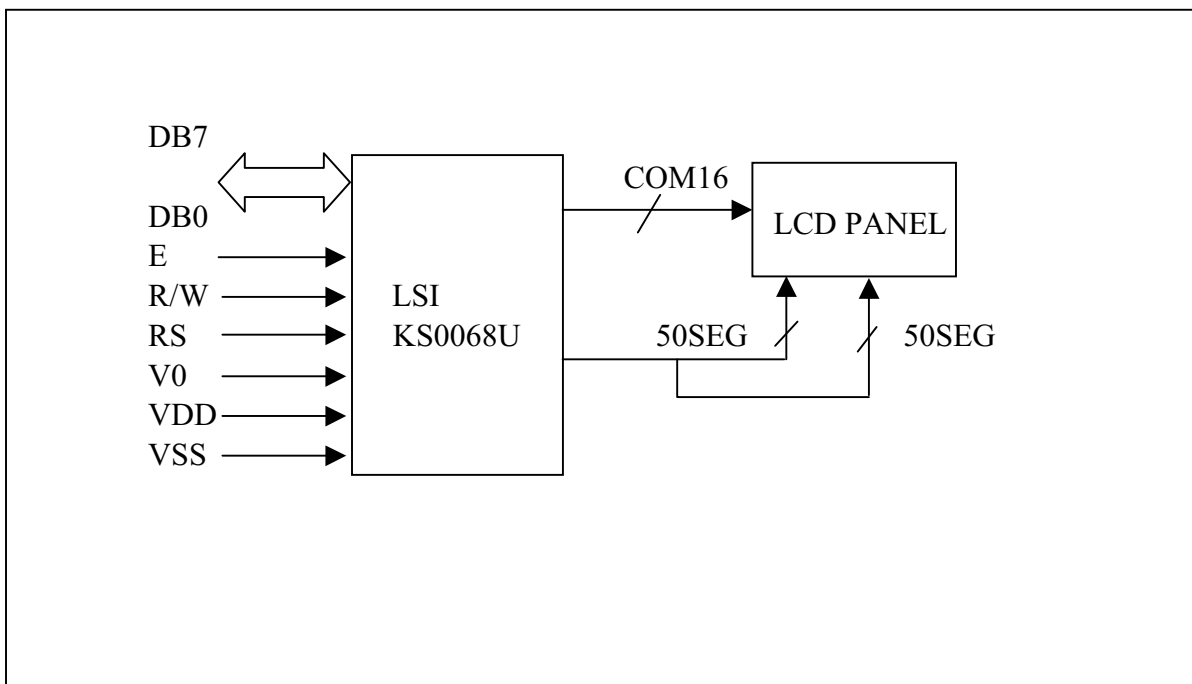 DB7
DB0
E
R/W
RS
V0
VDD
VSS
LSI
KS0068U
COM16
LCD PANEL
50SEG
50SEG